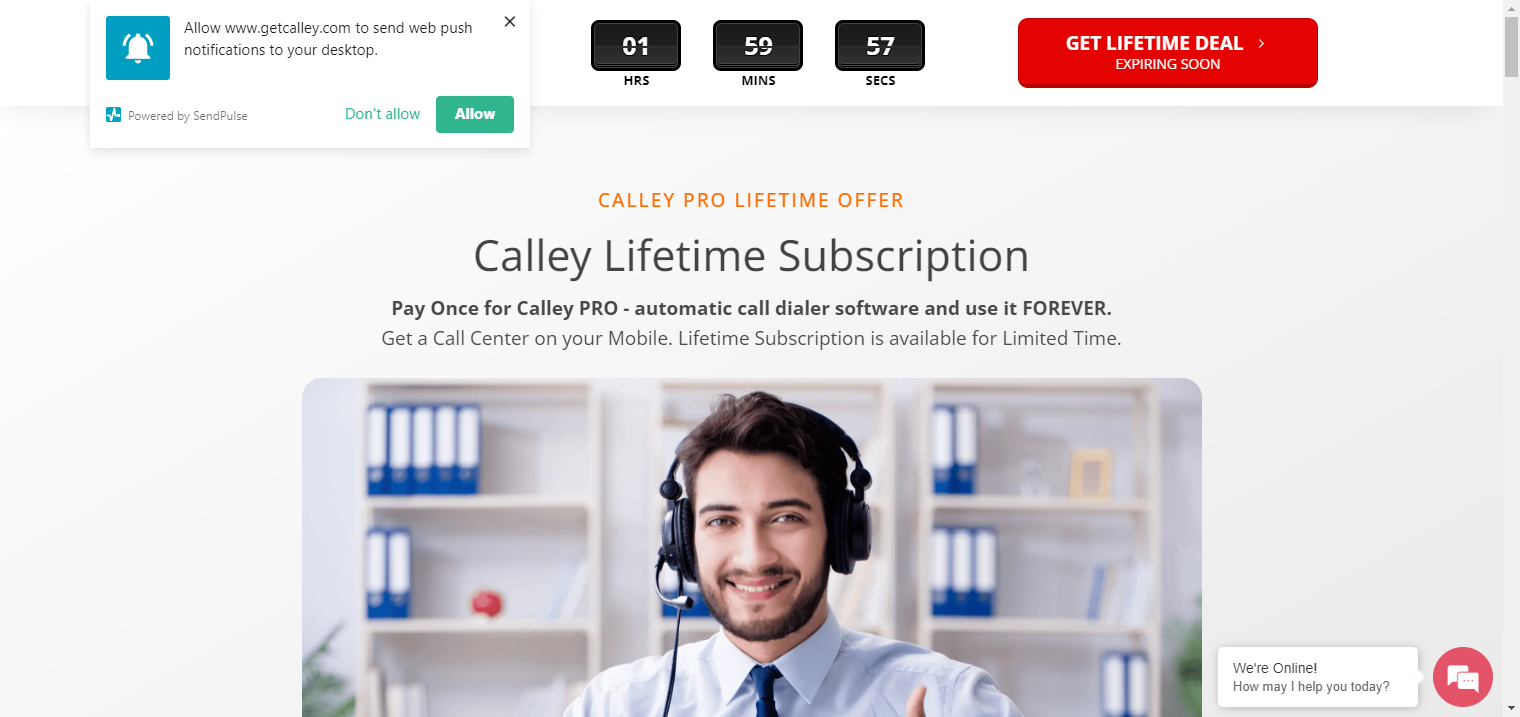 Allow www.getcalley.com to send web push
notifications to your desktop.
Powered by SendPulse
Don't allow
Allow
01
59
57
HRS
MINS
SECS
GET LIFETIME DEAL
EXPIRING SOON
CALLEY PRO LIFETIME OFFER
Calley Lifetime Subscription
Pay Once for Calley PRO - automatic call dialer software and use it FOREVER.
Get a Call Center on your Mobile. Lifetime Subscription is available for Limited Time.
We're Online!
How may I help you today?